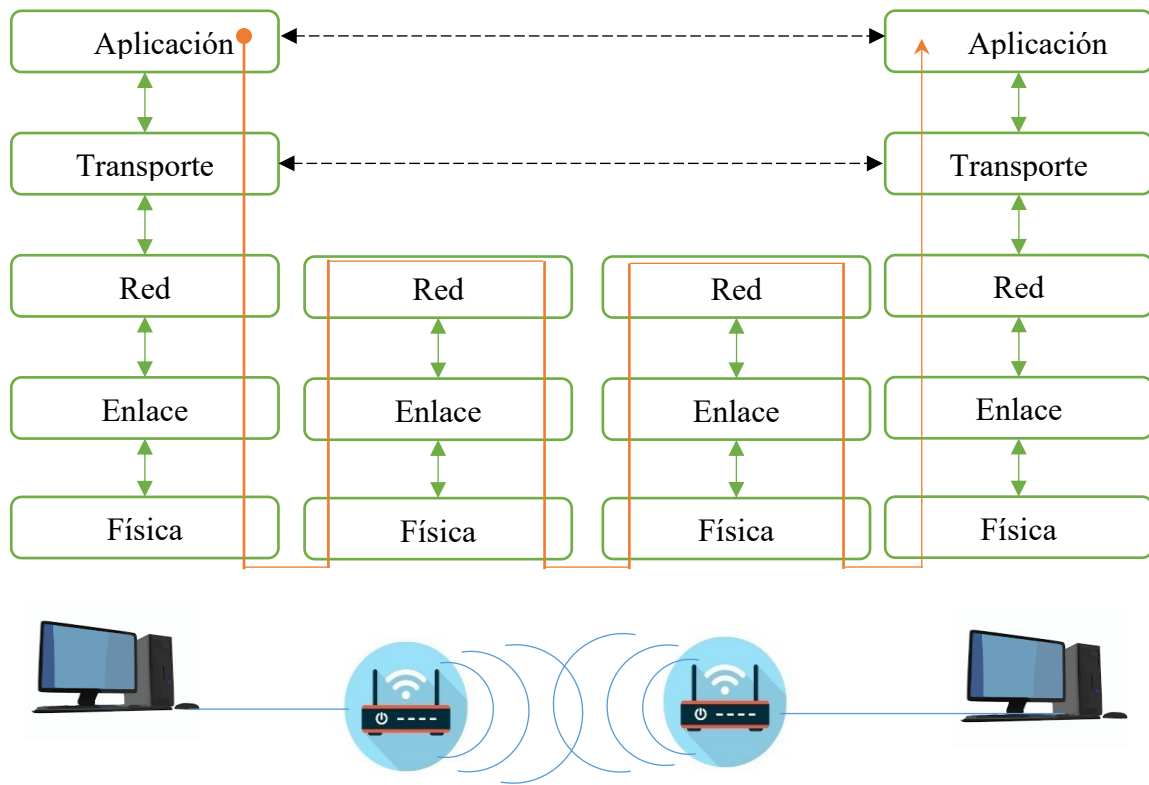 Aplicación
Aplicación
Transporte
Transporte
Red
Red
Red
Red
Enlace
Enlace
Enlace
Enlace
Física
Física
Física
Física